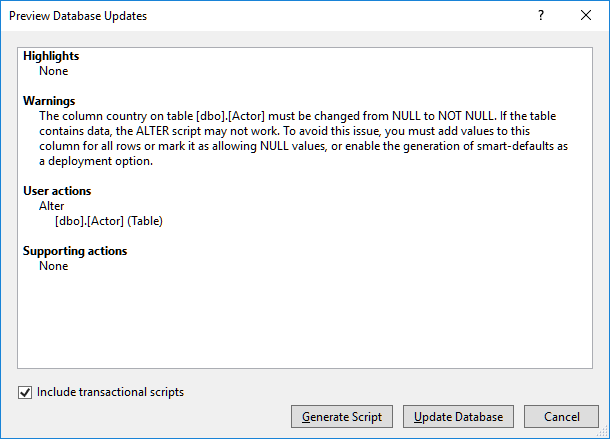 Preview Database Updates
?
Highlights
None
Warnings
The column country on table [dbo].[Actor] must be changed from NULL to NOT NULL. If the table
contains data, the ALTER script may not work. To avoid this issue, you must add values to this
column for all rows or mark it as allowing NULL values, or enable the generation of smart-defaults as
a deployment option.
User actions
Alter
[dbo].[Actor] (Table)
Supporting actions
None
Include transactional scripts
Generate Script
Update Database
Cancel